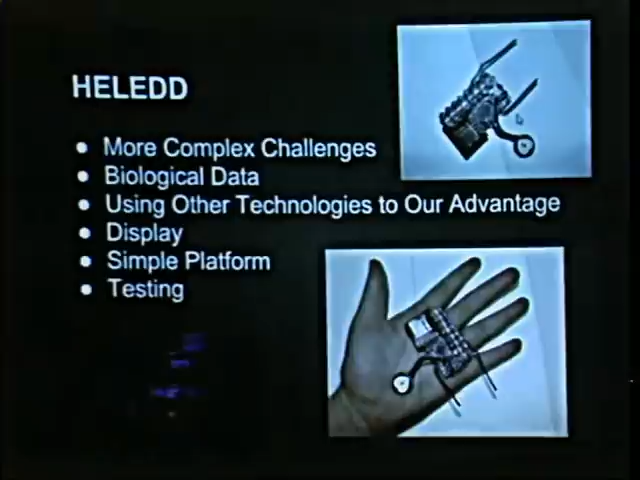 HELEDD
More Complex Challenges
Biological Data
Using Other Technologies to Our Advantage
Display
Simple Platform
Testing